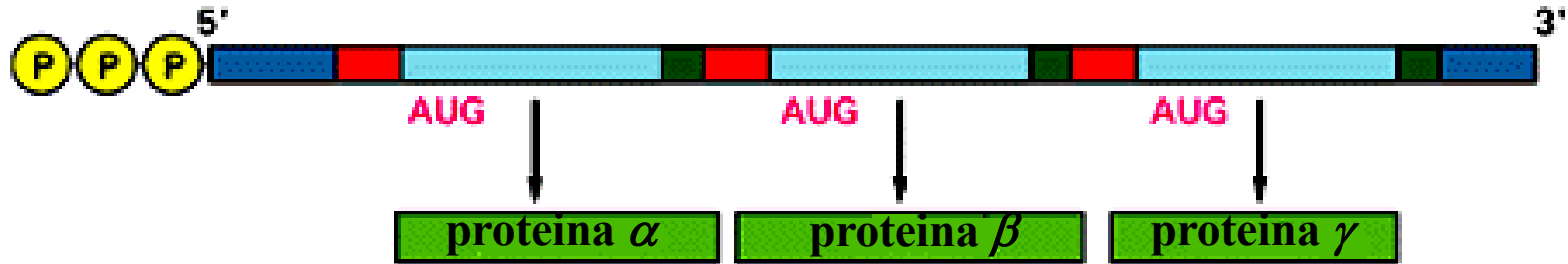 5' 3'
P P P
AUG AUG AUG
proteina α proteina β proteina γ